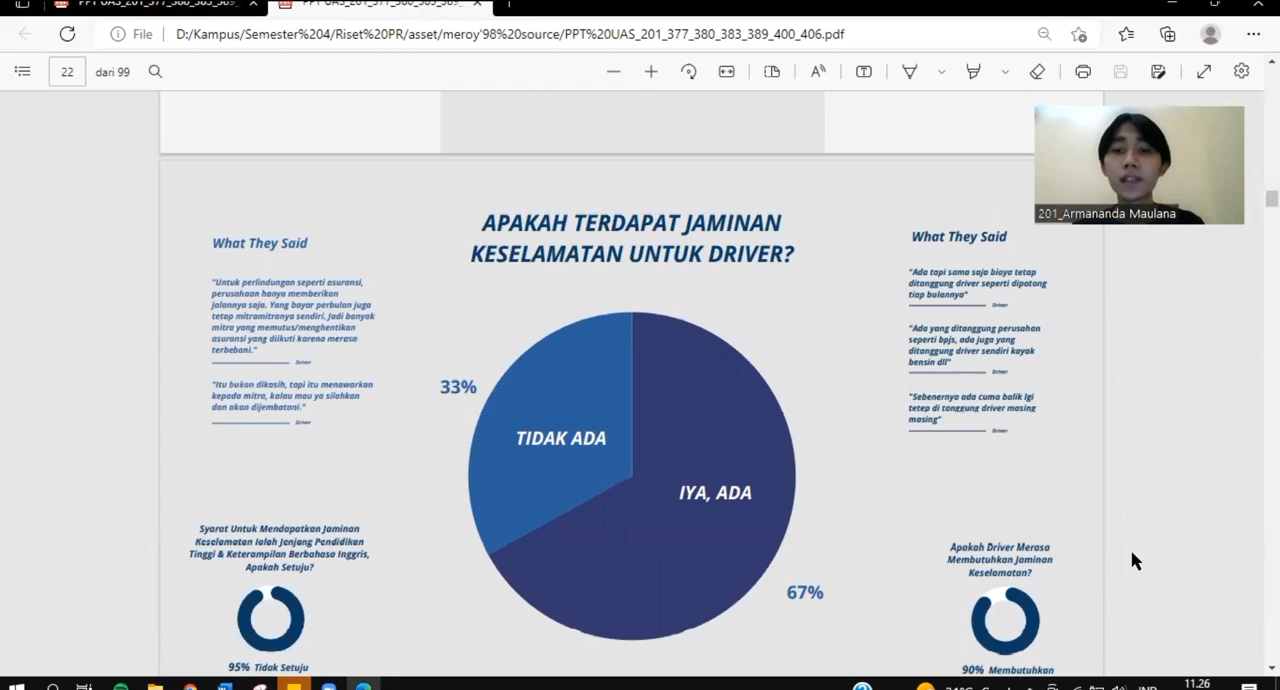 File
D:/Kampus/Semester%204/Riset%20PR/asset/meroy'98%20source/PPT%20UAS_201_377_380_383_389_400_406.pdf
22 dari 99
201_Armananda Maulana
APAKAH TERDAPAT JAMINAN
KESELAMATAN UNTUK DRIVER?
What They Said
"Untuk perlindungan seperti asuransi,
perusahaan hanya memberikan
jalannya saja. Yang bayar perbulan juga
tetap mitramitranya sendiri. Jadi banyak
mitra yang memutus/menghentikan
asuransi yang diikuti karena merasa
terbebani."
Driver
"Itu bukan dikasih, tapi itu menawarkan
kepada mitra, kalau mau ya silahkan
dan akan dijembatani."
Driver
33%
TIDAK ADA
IYA, ADA
67%
What They Said
"Ada tapi sama saja biaya tetap
ditanggung driver seperti dipotong
tiap bulannya"
Driver
"Ada yang ditanggung perusahan
seperti bpjs, ada juga yang
ditanggung driver sendiri kayak
bensin dll"
Driver
"Sebenernya ada cuma balik lgi
tetep di tanggung driver masing
masing"
Driver
Syarat Untuk Mendapatkan Jaminan
Keselamatan Ialah Jenjang Pendidikan
Tinggi & Keterampilan Berbahasa Inggris,
Apakah Setuju?
95% Tidak Setuju
Apakah Driver Merasa
Membutuhkan Jaminan
Keselamatan?
90% Membutuhkan
11.26